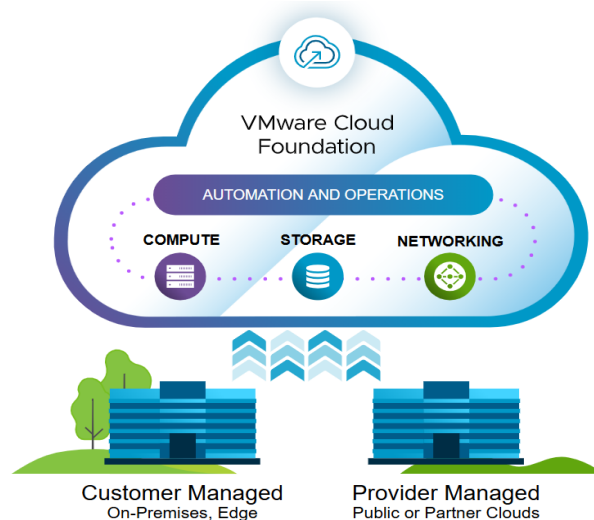 VMware Cloud
Foundation
AUTOMATION AND OPERATIONS
COMPUTE STORAGE NETWORKING
Customer Managed Provider Managed
On-Premises, Edge Public or Partner Clouds